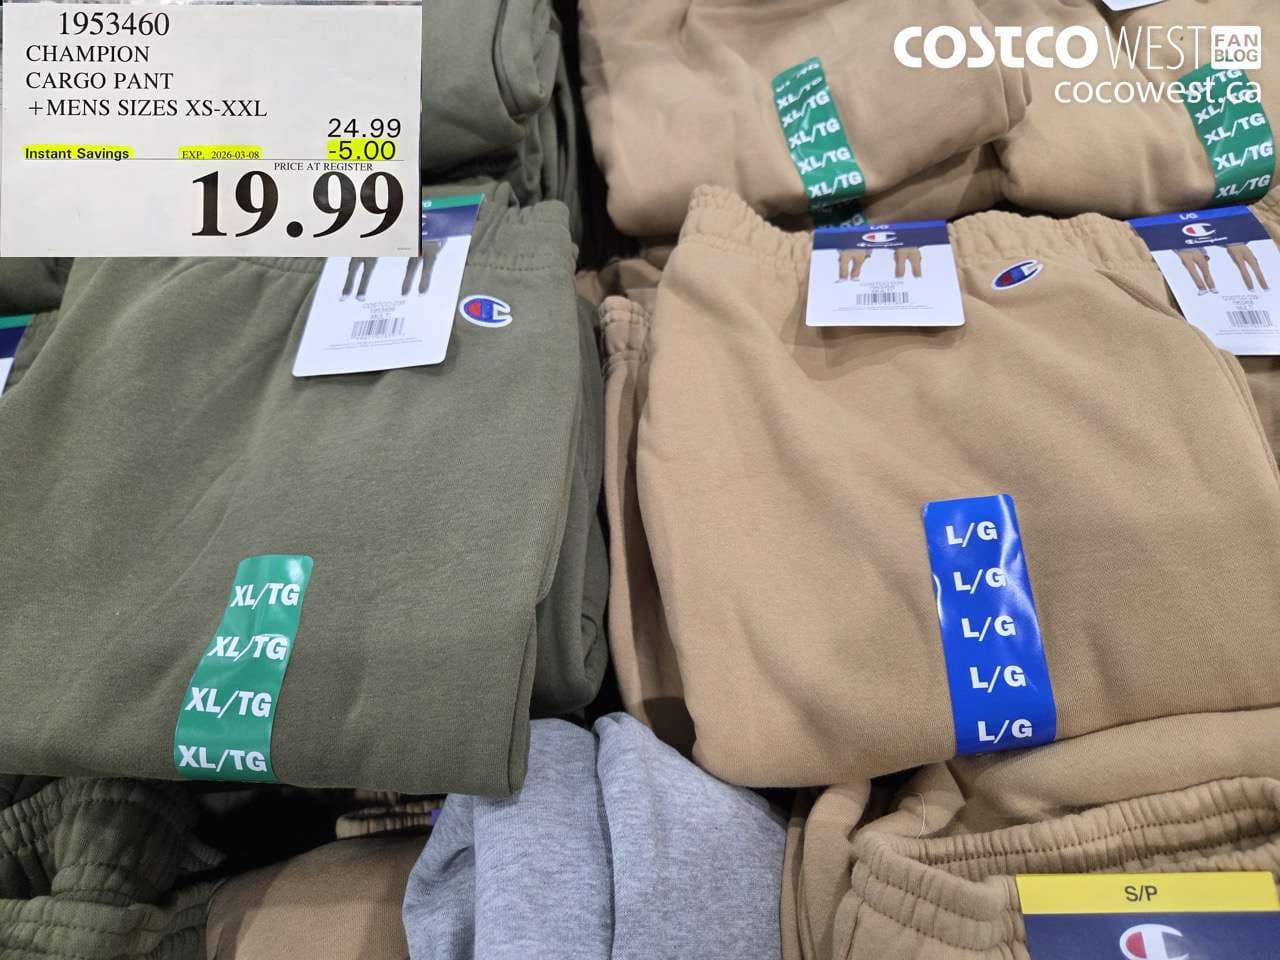 1953460
CHAMPION
CARGO PANT
+MENS SIZES XS-XXL
24.99
Instant Savings EXP. 2026-03-08 -5.00
PRICE AT REGISTER
19.99
COSTCO WEST FAN BLOG
cocowest.ca
XL/TG
XL/TG
XL/TG
XL/TG
XL/TG
XL/TG
XL/TG
XL/TG
L/G
Champion
L/G
Champion
XL/TG
XL/TG
XL/TG
XL/TG
L/G
L/G
L/G
L/G
L/G
S/P